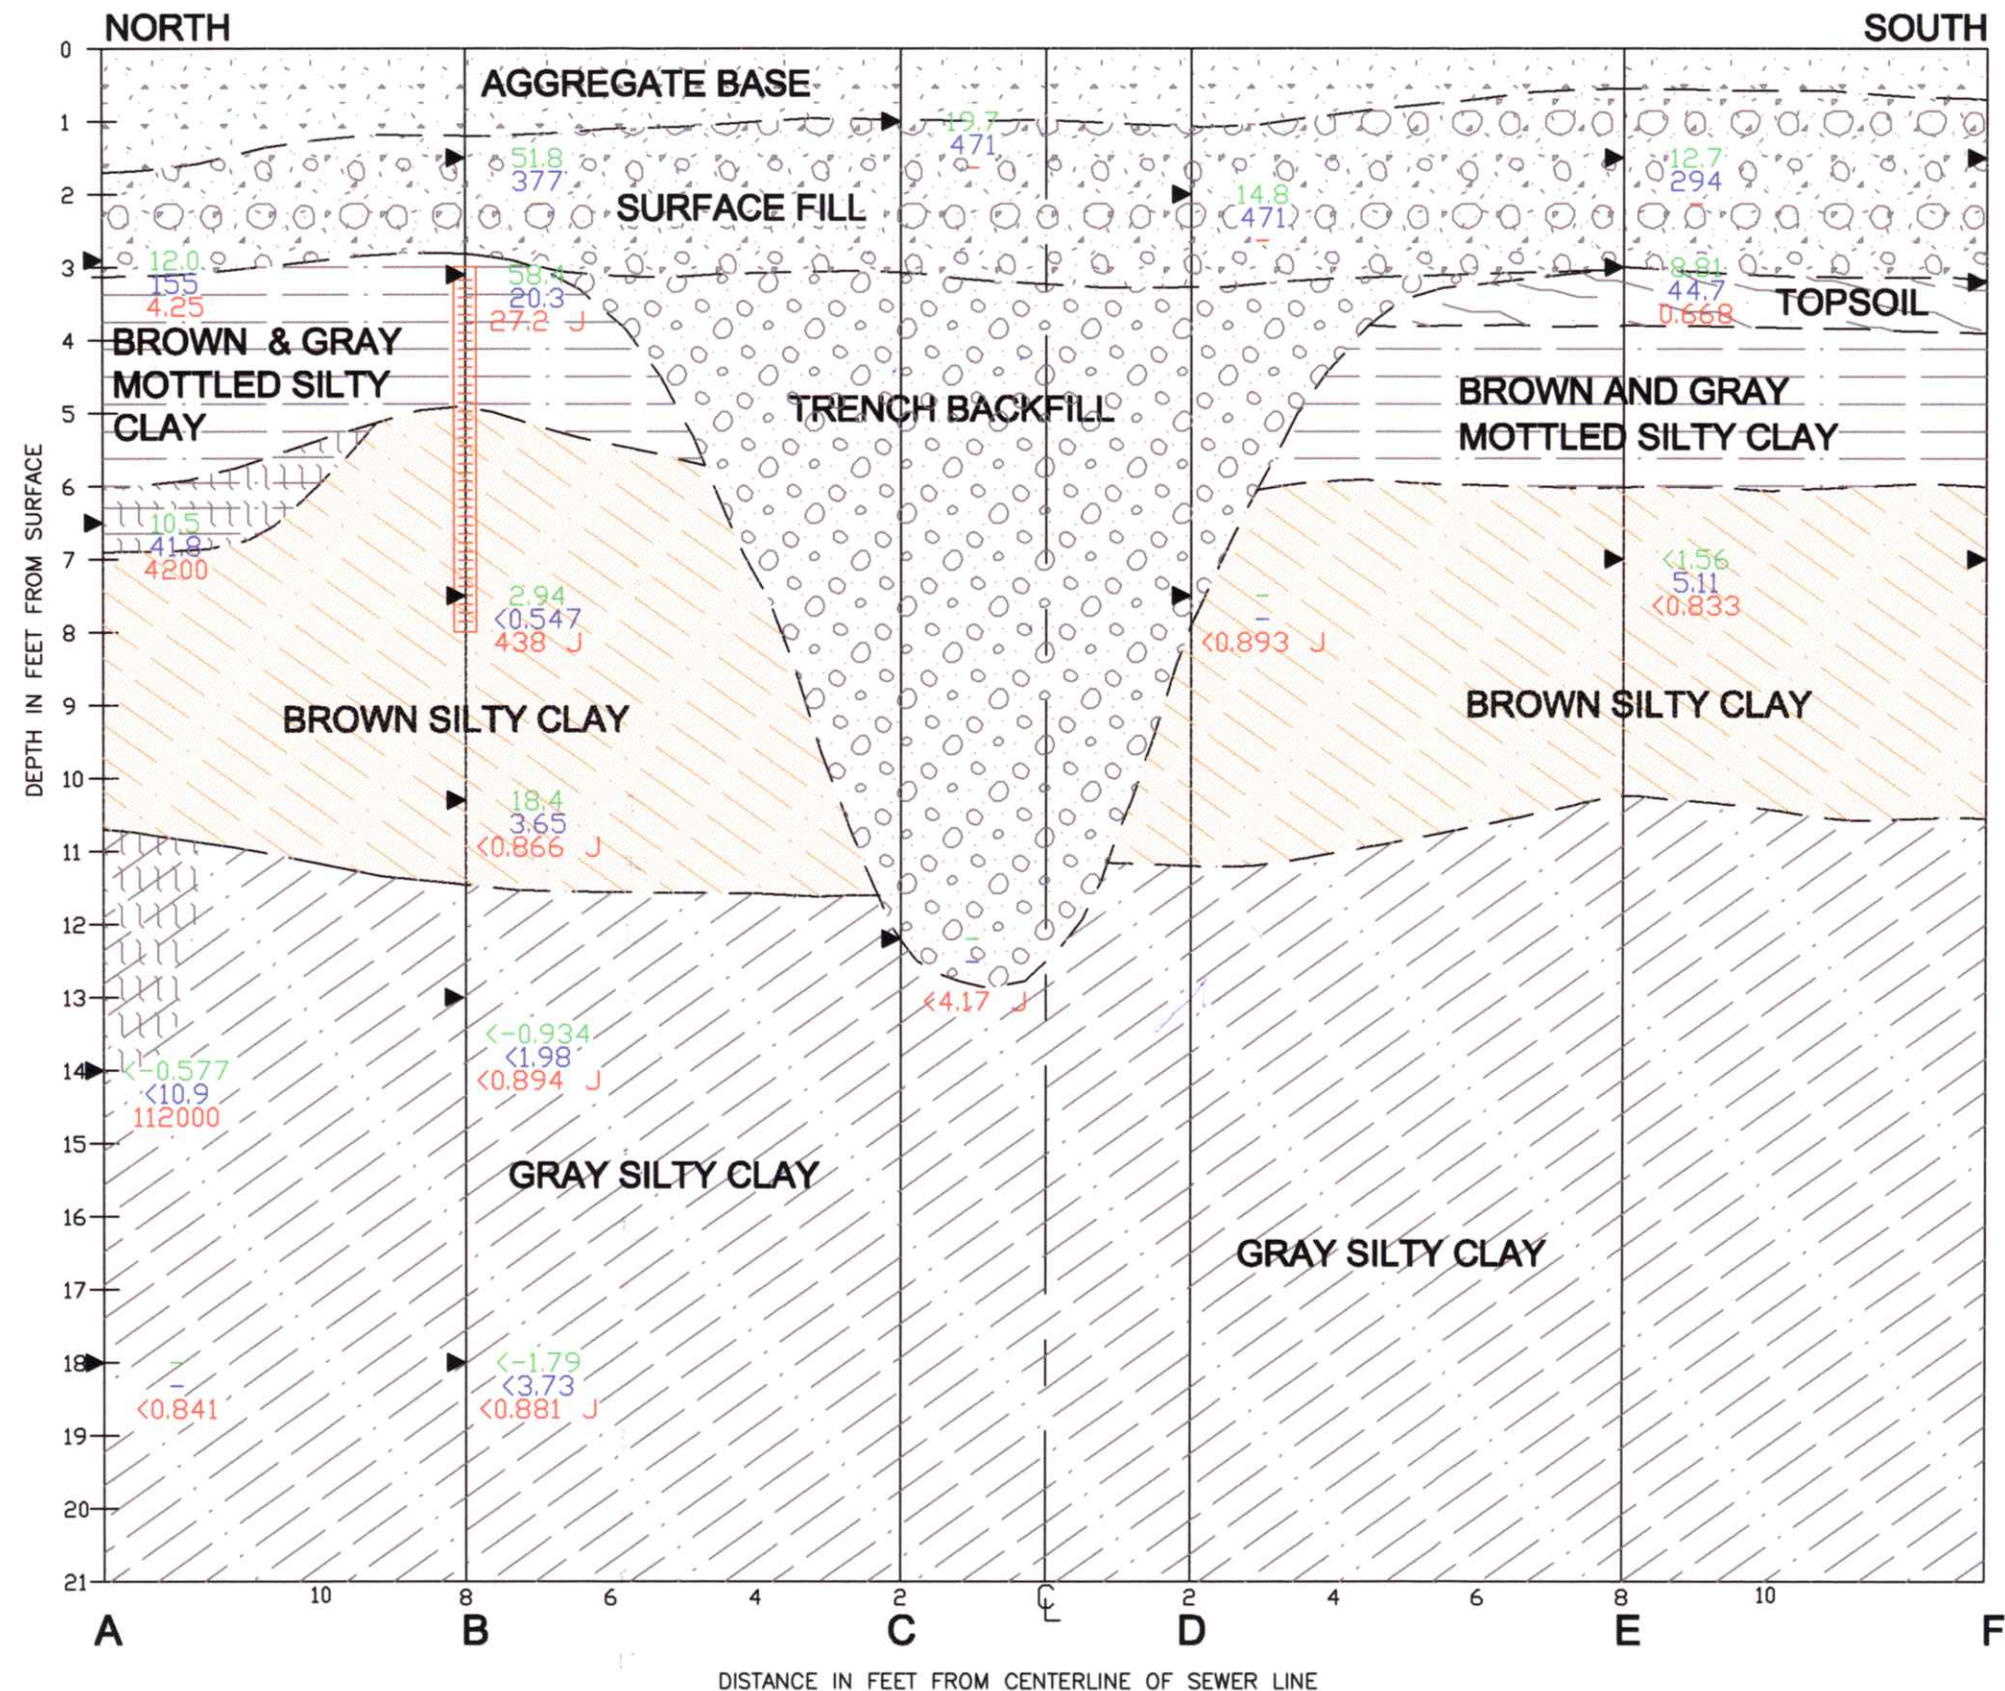 NORTH
SOUTH
0
AGGREGATE BASE
1
19.7
471
–
51.8
377
12.7
294
–
2
14.8
471
–
SURFACE FILL
3
12.0
155
4.25
58.4
20.3
27.2 J
8.81
44.7
0.668
TOPSOIL
4
BROWN & GRAY
MOTTLED SILTY
CLAY
TRENCH BACKFILL
BROWN AND GRAY
MOTTLED SILTY CLAY
5
6
10.5
41.8
4200
7
<1.56
5.11
<0.833
2.94
<0.547
438 J
–
–
<0.893 J
8
9
BROWN SILTY CLAY
BROWN SILTY CLAY
10
18.4
3.65
<0.866 J
11
12
–
–
<4.17 J
13
<-0.934
<1.98
<0.894 J
14
<-0.577
<10.9
112000
15
GRAY SILTY CLAY
16
GRAY SILTY CLAY
17
18
–
–
<0.841
<-1.79
<3.73
<0.881 J
19
20
21
DEPTH IN FEET FROM SURFACE
10 8 6 4 2 ℄ 2 4 6 8 10
A B C D E F
DISTANCE IN FEET FROM CENTERLINE OF SEWER LINE